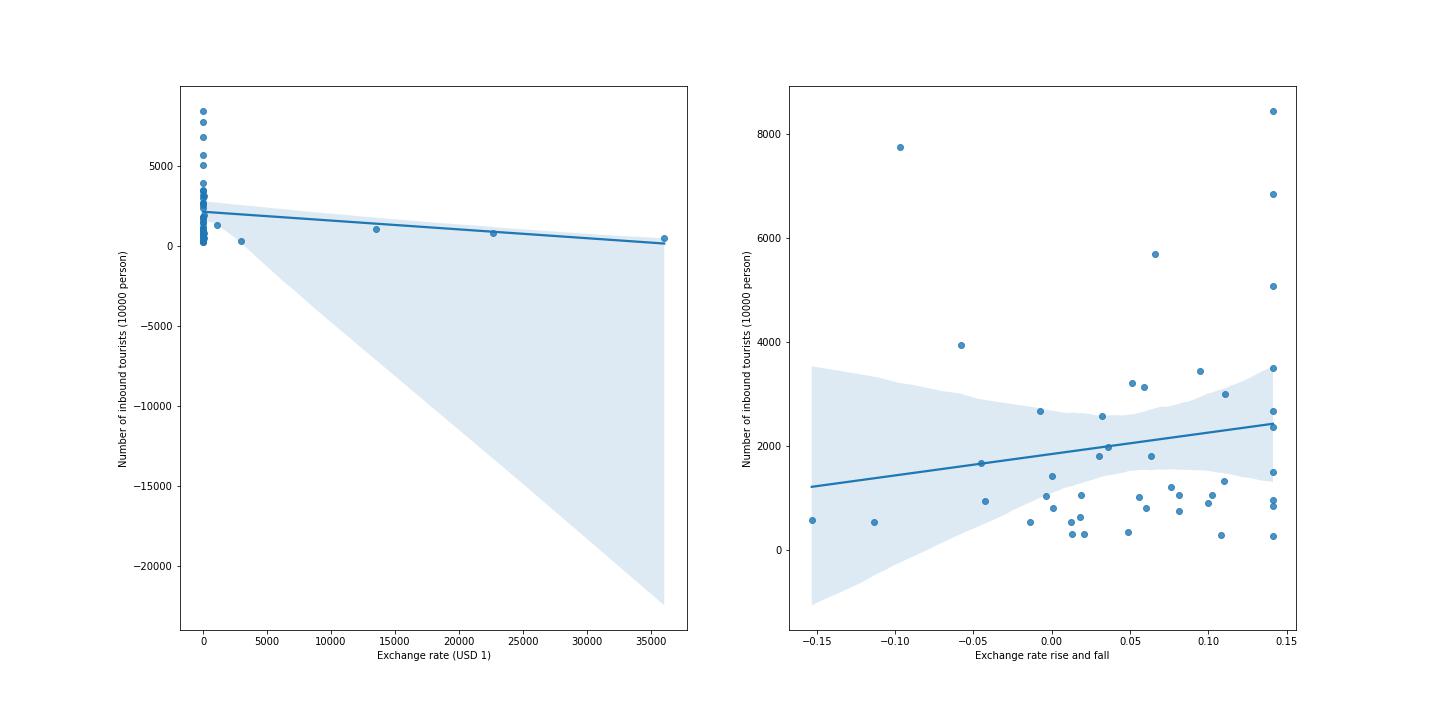 Number of inbound tourists (10000 person)
5000
0
−5000
−10000
−15000
−20000
0 5000 10000 15000 20000 25000 30000 35000
Exchange rate (USD 1)
Number of inbound tourists (10000 person)
8000
6000
4000
2000
0
−0.15 −0.10 −0.05 0.00 0.05 0.10 0.15
Exchange rate rise and fall